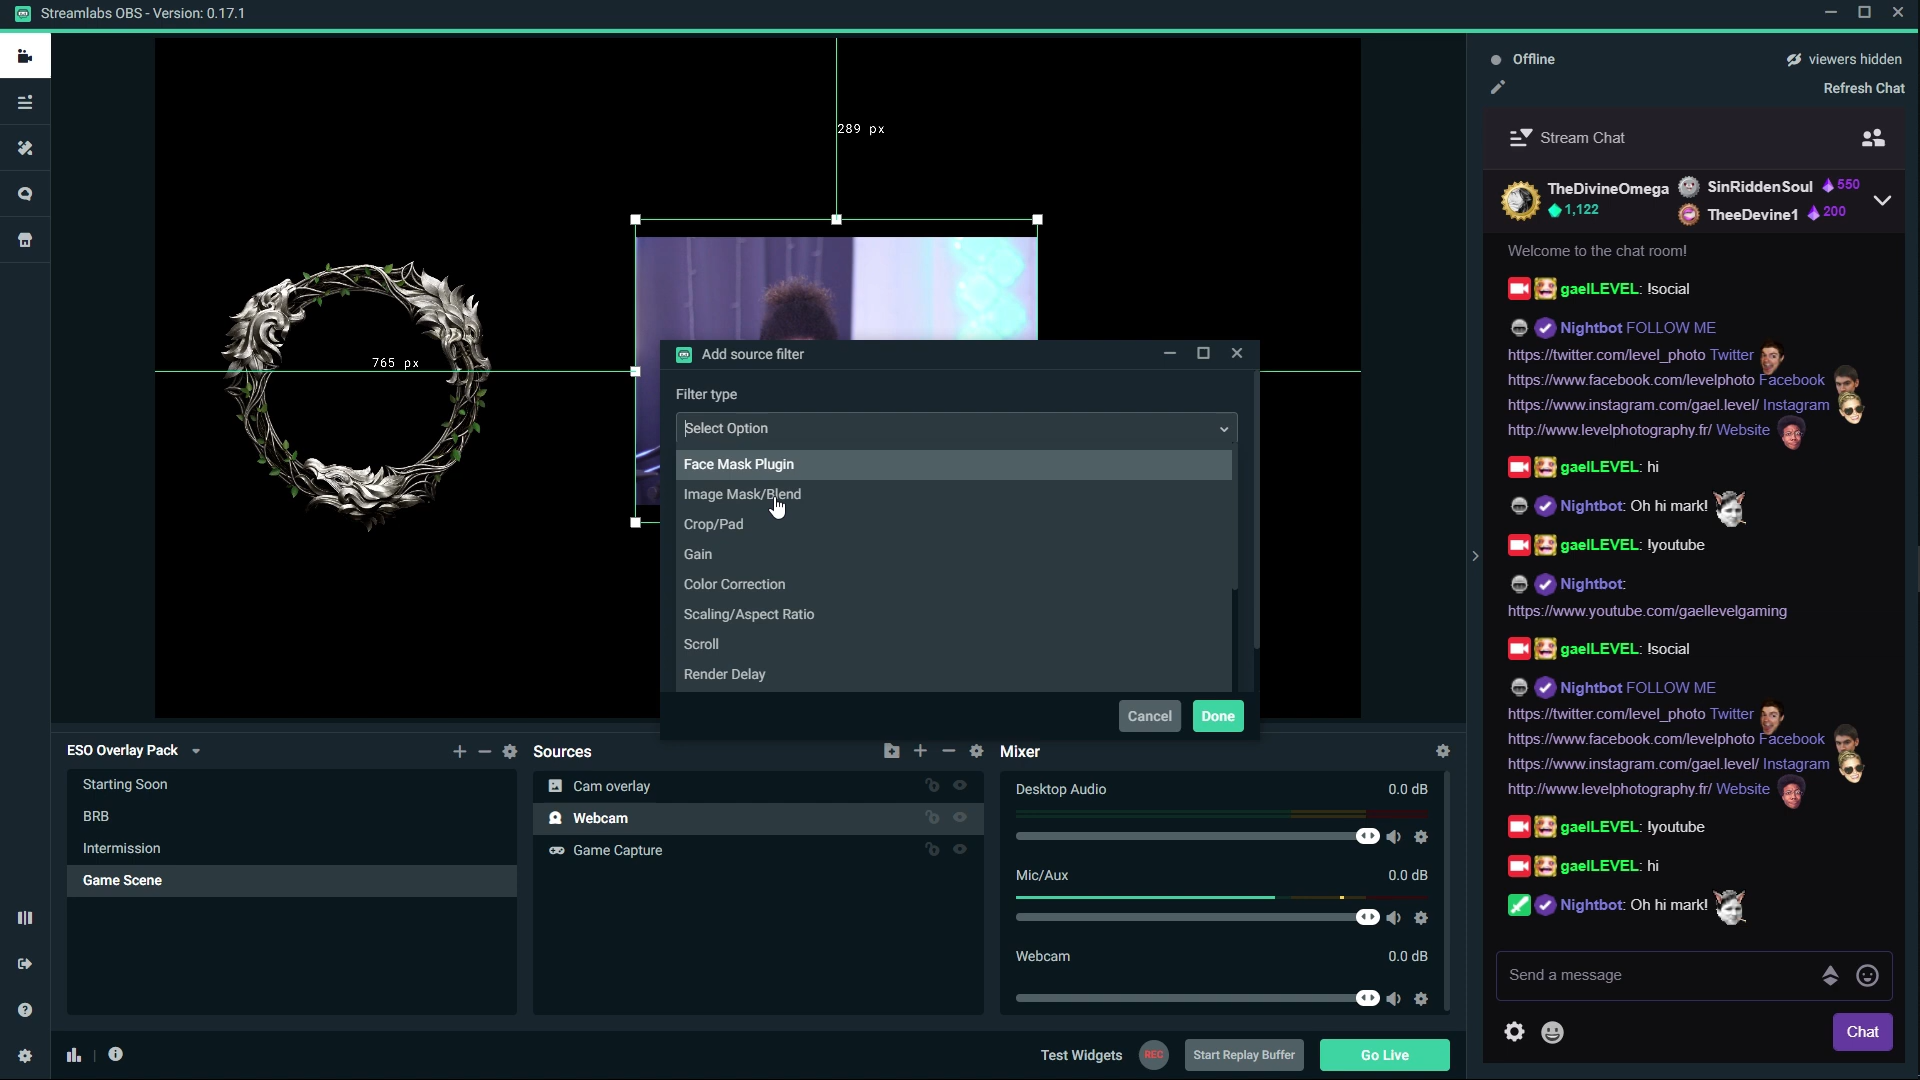 Streamlabs OBS - Version: 0.17.1
Offline
viewers hidden
Refresh Chat
289 px
765 px
Add source filter
Filter type
Select Option
Face Mask Plugin
Image Mask/Blend
Crop/Pad
Gain
Color Correction
Scaling/Aspect Ratio
Scroll
Render Delay
Cancel
Done
ESO Overlay Pack
Starting Soon
BRB
Intermission
Game Scene
Sources
Cam overlay
Webcam
Game Capture
Mixer
Desktop Audio 0.0 dB
Mic/Aux 0.0 dB
Webcam 0.0 dB
Test Widgets
REC
Start Replay Buffer
Go Live
Stream Chat
TheDivineOmega
1,122
SinRiddenSoul 550
TheeDevine1 200
Welcome to the chat room!
gaelLEVEL: !social
Nightbot FOLLOW ME
https://twitter.com/level_photo Twitter
https://www.facebook.com/levelphoto Facebook
https://www.instagram.com/gael.level/ Instagram
http://www.levelphotography.fr/ Website
gaelLEVEL: hi
Nightbot: Oh hi mark!
gaelLEVEL: !youtube
Nightbot:
https://www.youtube.com/gaellevelgaming
gaelLEVEL: !social
Nightbot FOLLOW ME
https://twitter.com/level_photo Twitter
https://www.facebook.com/levelphoto Facebook
https://www.instagram.com/gael.level/ Instagram
http://www.levelphotography.fr/ Website
gaelLEVEL: !youtube
gaelLEVEL: hi
Nightbot: Oh hi mark!
Send a message
Chat